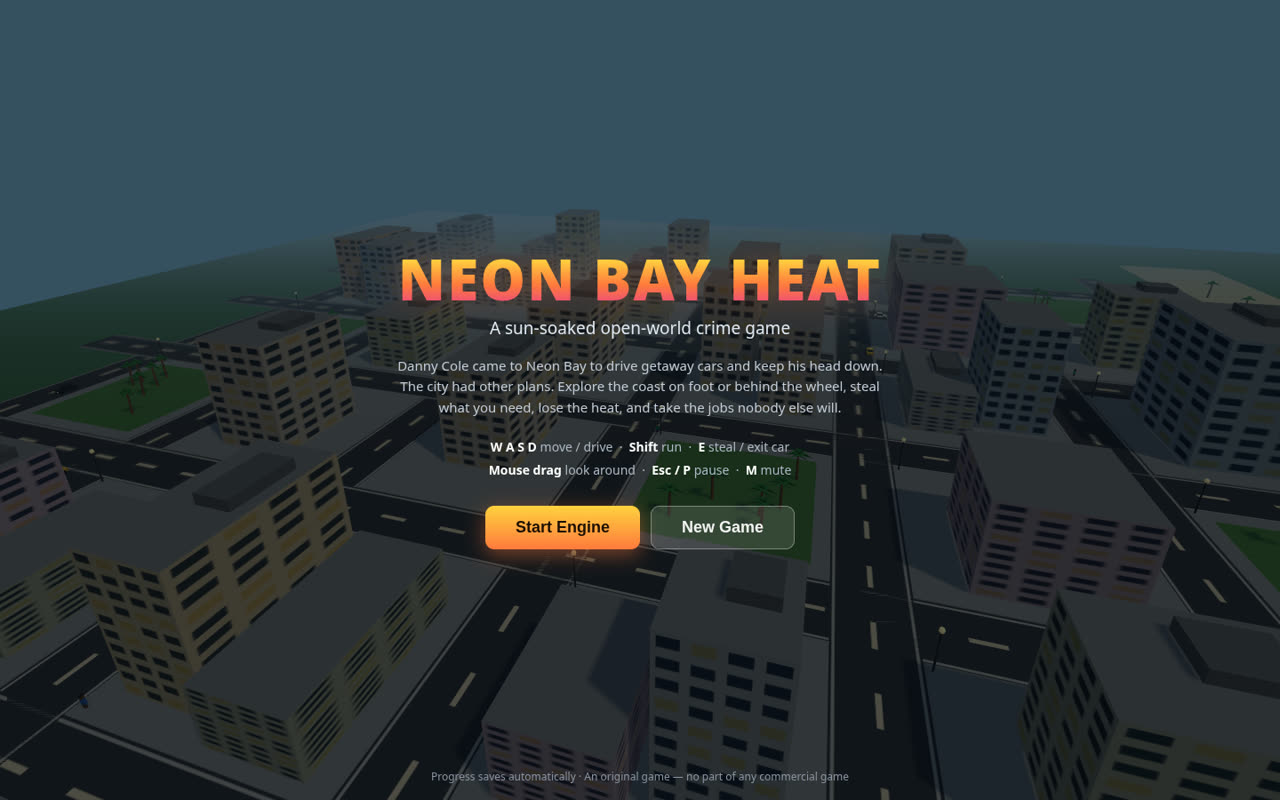 NEON BAY HEAT
A sun-soaked open-world crime game
Danny Cole came to Neon Bay to drive getaway cars and keep his head down.
The city had other plans. Explore the coast on foot or behind the wheel, steal
what you need, lose the heat, and take the jobs nobody else will.
W A S D move / drive · Shift run · E steal / exit car
Mouse drag look around · Esc / P pause · M mute
Start Engine New Game
Progress saves automatically · An original game — no part of any commercial game